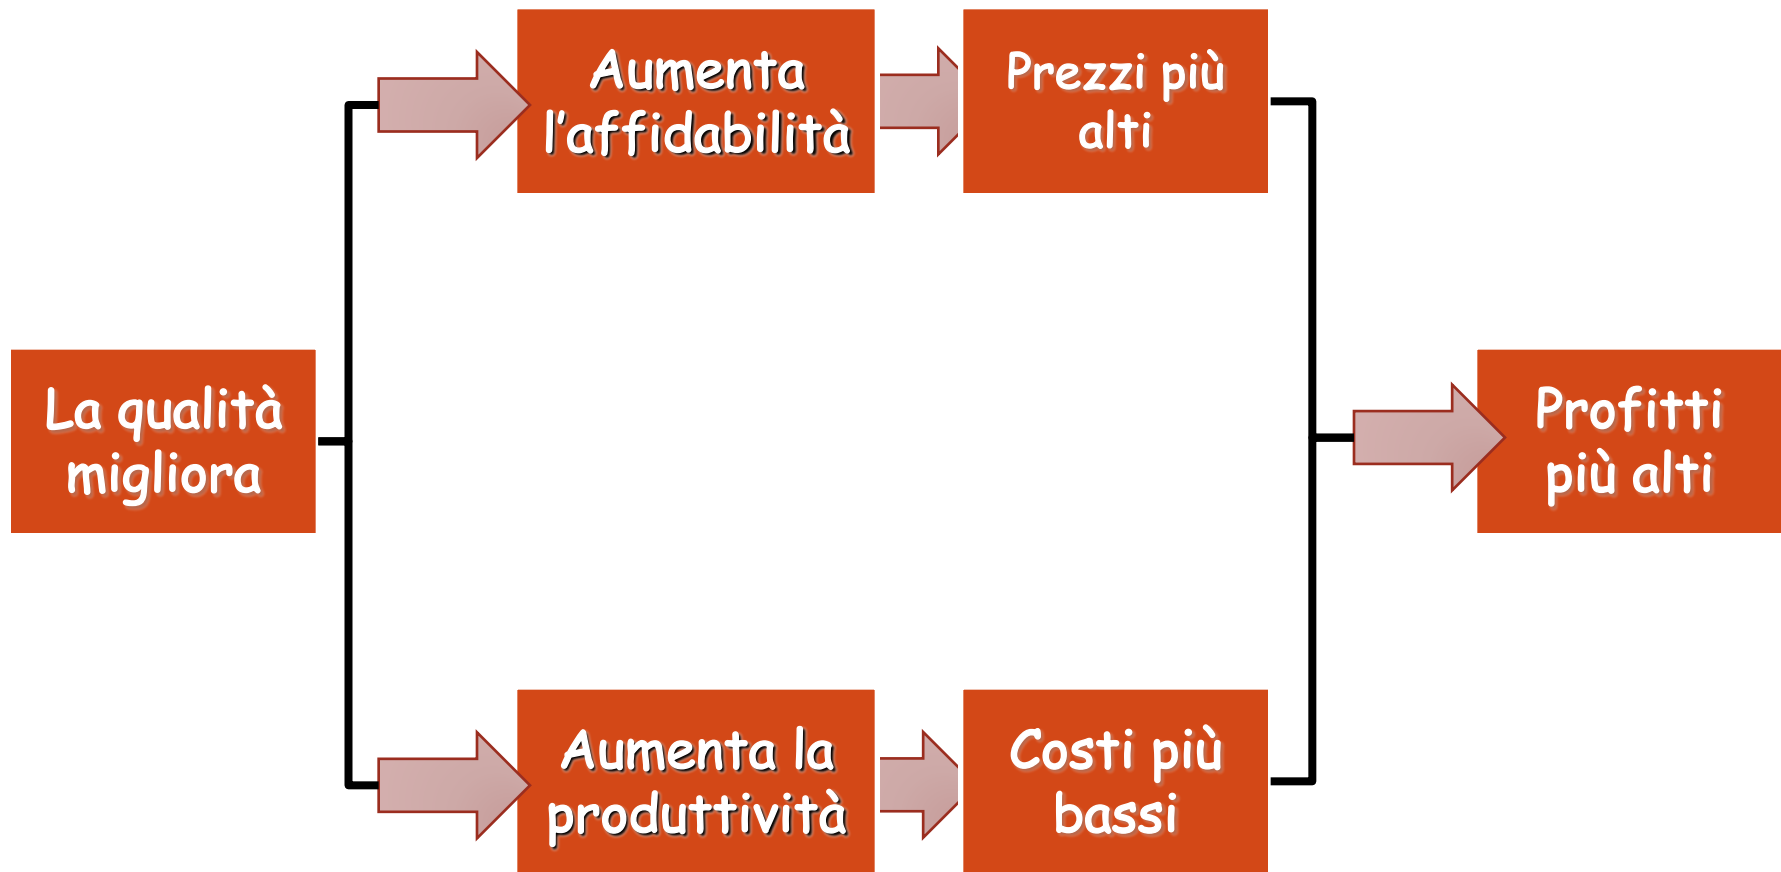 Aumenta
l'affidabilità
Prezzi più
alti
La qualità
migliora
Profitti
più alti
Aumenta la
produttività
Costi più
bassi